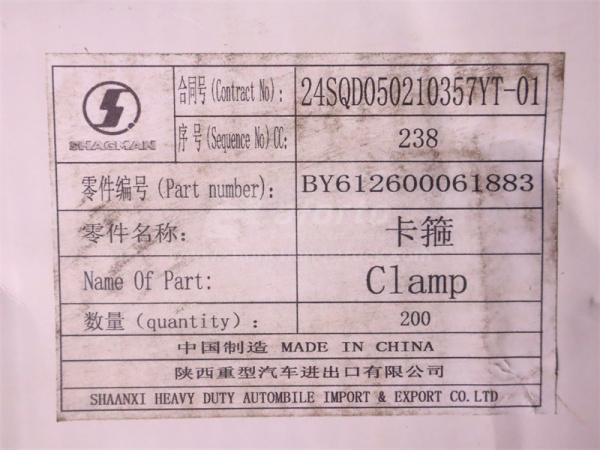 SHACMAN
合同号(Contract No): 24SQD050210357YT-01
序号(Sequence No)CC: 238
零件编号(Part number): BY612600061883
零件名称: 卡箍
Name Of Part: Clamp
数量(quantity): 200
中国制造 MADE IN CHINA
陕西重型汽车进出口有限公司
SHAANXI HEAVY DUTY AUTOMBILE IMPORT & EXPORT CO.LTD